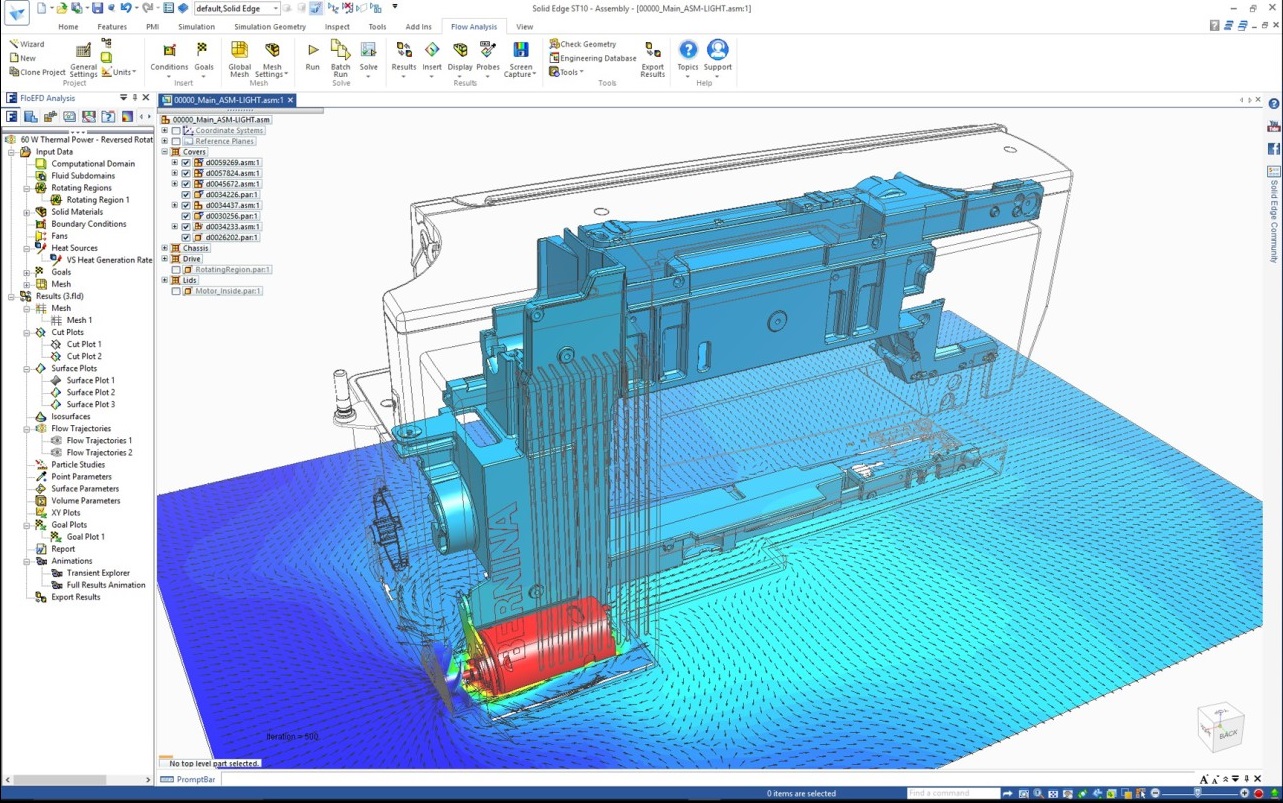 default,Solid Edge
Solid Edge ST10 - Assembly - [00000_Main_ASM-LIGHT.asm:1]
Home Features PMI Simulation Simulation Geometry Inspect Tools Add Ins Flow Analysis View
Wizard
New
Clone Project
General Settings
Units
Project
Conditions
Goals
Insert
Global Mesh
Mesh Settings
Mesh
Run
Batch Run
Solve
Solve
Results
Insert
Display
Probes
Screen Capture
Results
Check Geometry
Engineering Database
Tools
Export Results
Tools
Topics
Support
Help
FloEFD Analysis
00000_Main_ASM-LIGHT.asm:1
60 W Thermal Power - Reversed Rotat
Input Data
Computational Domain
Fluid Subdomains
Rotating Regions
Rotating Region 1
Solid Materials
Boundary Conditions
Fans
Heat Sources
VS Heat Generation Rate
Goals
Mesh
Results (3.fld)
Mesh
Mesh 1
Cut Plots
Cut Plot 1
Cut Plot 2
Surface Plots
Surface Plot 1
Surface Plot 2
Surface Plot 3
Isosurfaces
Flow Trajectories
Flow Trajectories 1
Flow Trajectories 2
Particle Studies
Point Parameters
Surface Parameters
Volume Parameters
XY Plots
Goal Plots
Goal Plot 1
Report
Animations
Transient Explorer
Full Results Animation
Export Results
00000_Main_ASM-LIGHT.asm
Coordinate Systems
Reference Planes
Covers
d0059269.asm:1
d0057824.asm:1
d0045672.asm:1
d0034226.par:1
d0034437.asm:1
d0030256.par:1
d0034233.asm:1
d0026202.par:1
Chassis
Drive
RotatingRegion.par:1
Lids
Motor_Inside.par:1
BERNINA
Iteration = 500
BACK
Solid Edge Community
No top level part selected.
PromptBar
0 items are selected
Find a command